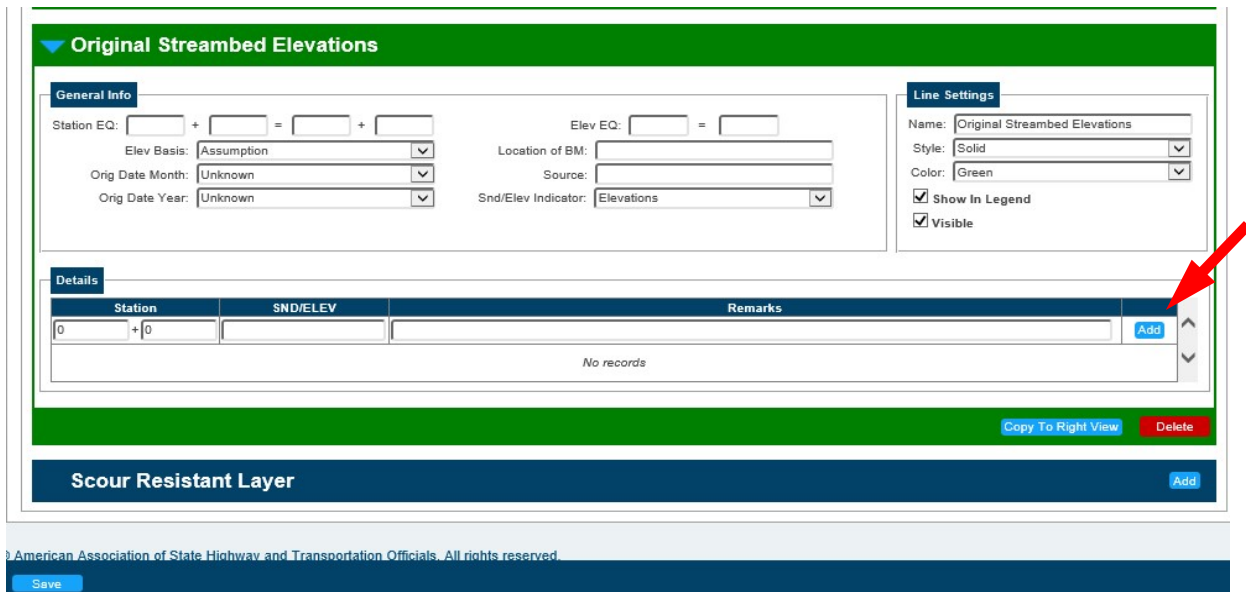 Original Streambed Elevations
General Info
Station EQ: + = +
Elev EQ: =
Elev Basis: Assumption
Location of BM:
Orig Date Month: Unknown
Source:
Orig Date Year: Unknown
Snd/Elev Indicator: Elevations
Line Settings
Name: Original Streambed Elevations
Style: Solid
Color: Green
Show In Legend
Visible
Details
Station SND/ELEV Remarks
0 + 0 Add
No records
Copy To Right View Delete
Scour Resistant Layer Add
American Association of State Highway and Transportation Officials. All rights reserved.
Save